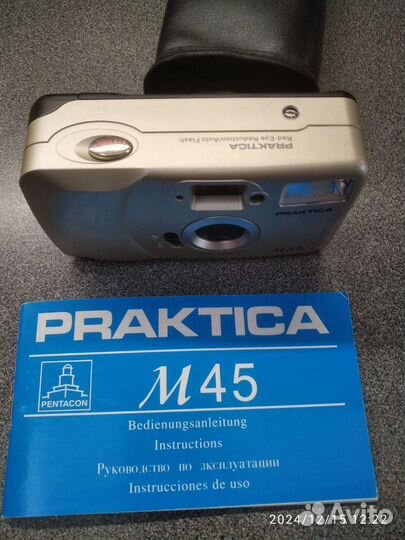 PRAKTICA
Red-Eye Reduction/Auto Flash
PRAKTICA
M45
PRAKTICA
PENTACON
M 45
Bedienungsanleitung
Instructions
Руководство по эксплуатации
Instrucciones de uso
2024/12/15 12:22
Avito